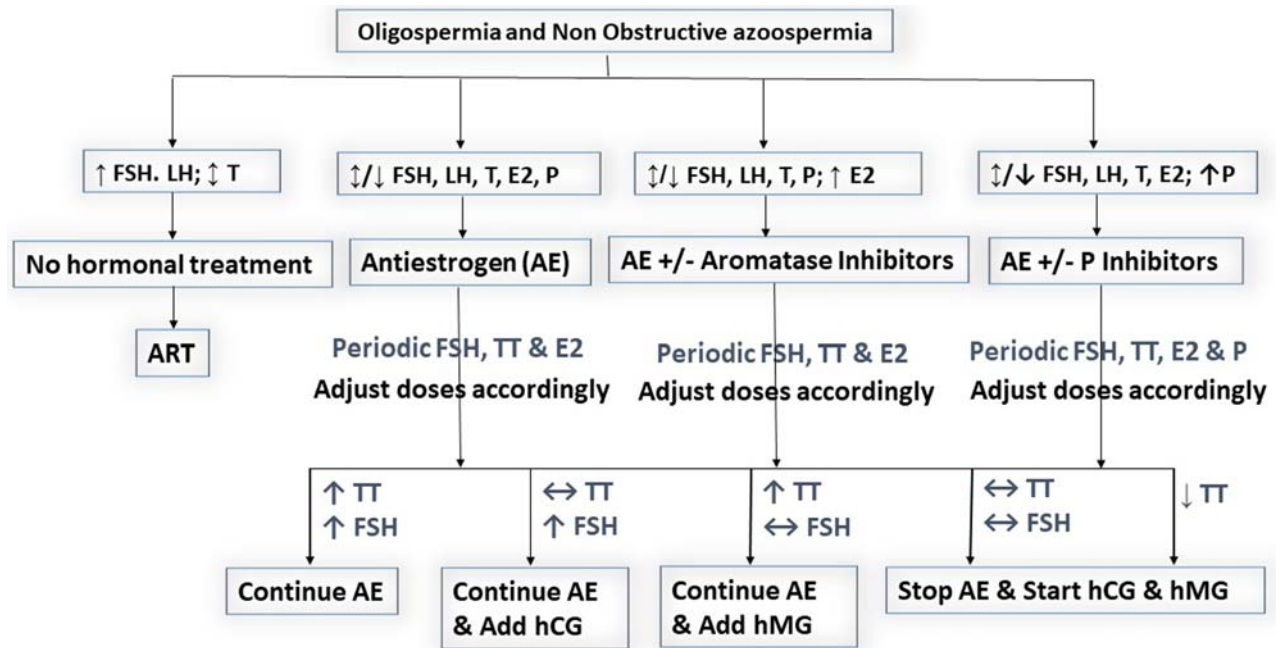 Oligospermia and Non Obstructive azoospermia
↑ FSH. LH; ↕ T
↕/↓ FSH, LH, T, E2, P
↕/↓ FSH, LH, T, P; ↑ E2
↕/↓ FSH, LH, T, E2; ↑P
No hormonal treatment
Antiestrogen (AE)
AE +/- Aromatase Inhibitors
AE +/- P Inhibitors
ART
Periodic FSH, TT & E2
Adjust doses accordingly
Periodic FSH, TT & E2
Adjust doses accordingly
Periodic FSH, TT, E2 & P
Adjust doses accordingly
↑ TT
↑ FSH
↔ TT
↑ FSH
↑ TT
↔ FSH
↔ TT
↔ FSH
↓ TT
Continue AE
Continue AE
& Add hCG
Continue AE
& Add hMG
Stop AE & Start hCG & hMG